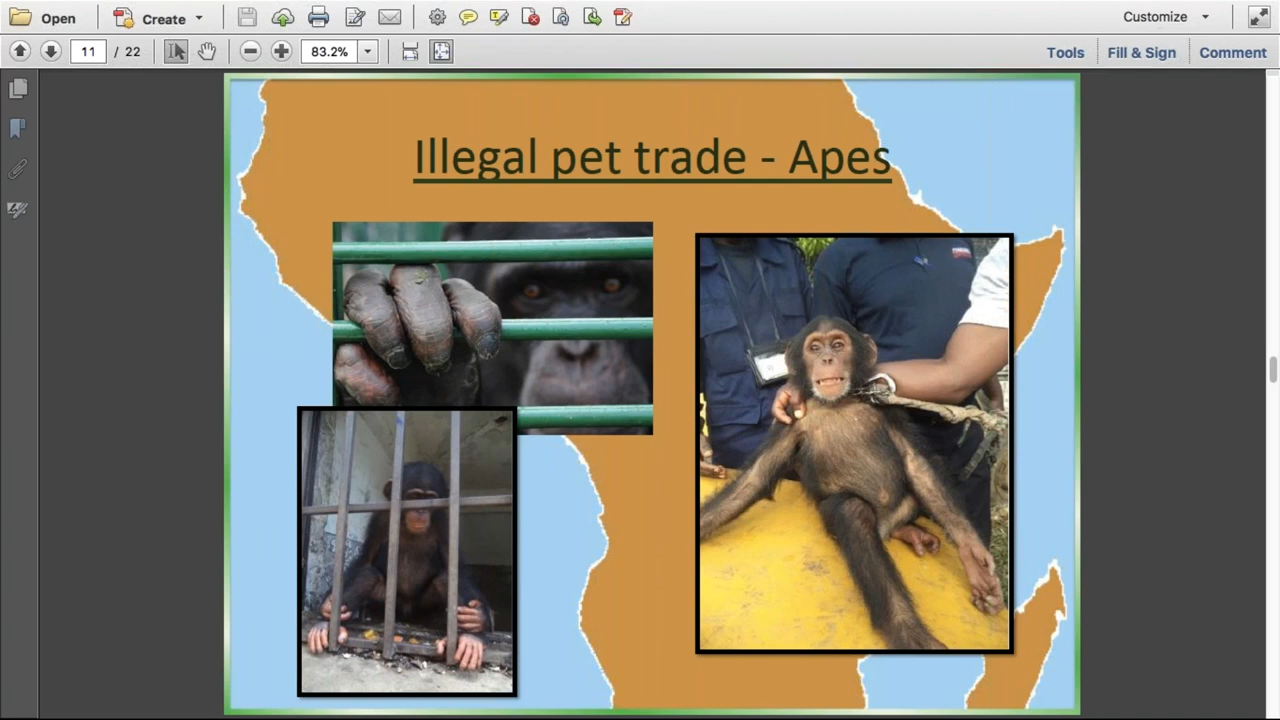 Open
Create
Customize
11 / 22
83.2%
Tools
Fill & Sign
Comment
Illegal pet trade - Apes